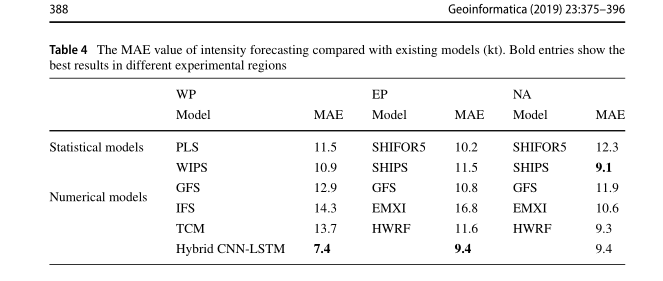 388 Geoinformatica (2019) 23:375–396
Table 4 The MAE value of intensity forecasting compared with existing models (kt). Bold entries show the
best results in different experimental regions
WP EP NA
Model MAE Model MAE Model MAE
Statistical models PLS 11.5 SHIFOR5 10.2 SHIFOR5 12.3
WIPS 10.9 SHIPS 11.5 SHIPS 9.1
Numerical models GFS 12.9 GFS 10.8 GFS 11.9
IFS 14.3 EMXI 16.8 EMXI 10.6
TCM 13.7 HWRF 11.6 HWRF 9.3
Hybrid CNN-LSTM 7.4 9.4 9.4